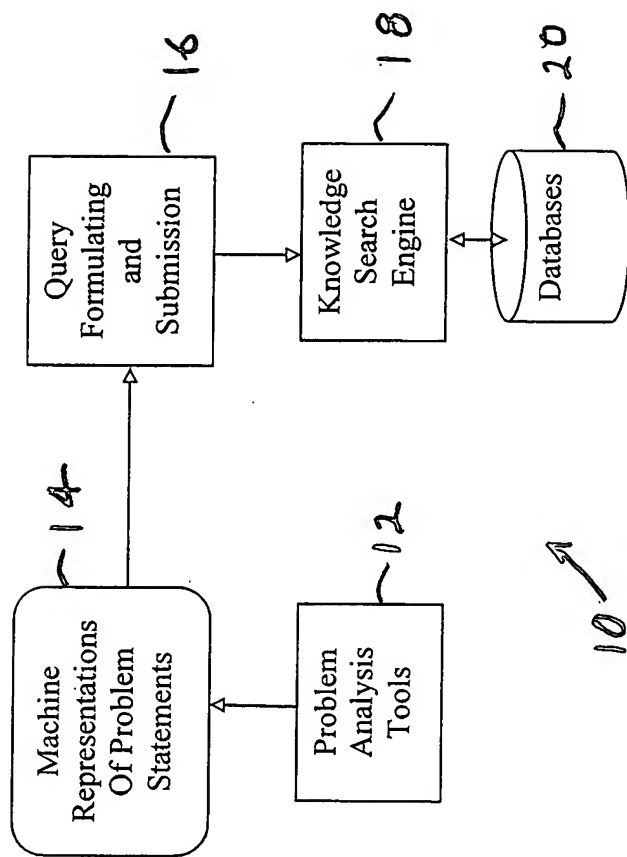 Machine
Representations
Of Problem
Statements
14
Query
Formulating
and
Submission
16
Problem
Analysis
Tools
12
Knowledge
Search
Engine
18
Databases
20
10